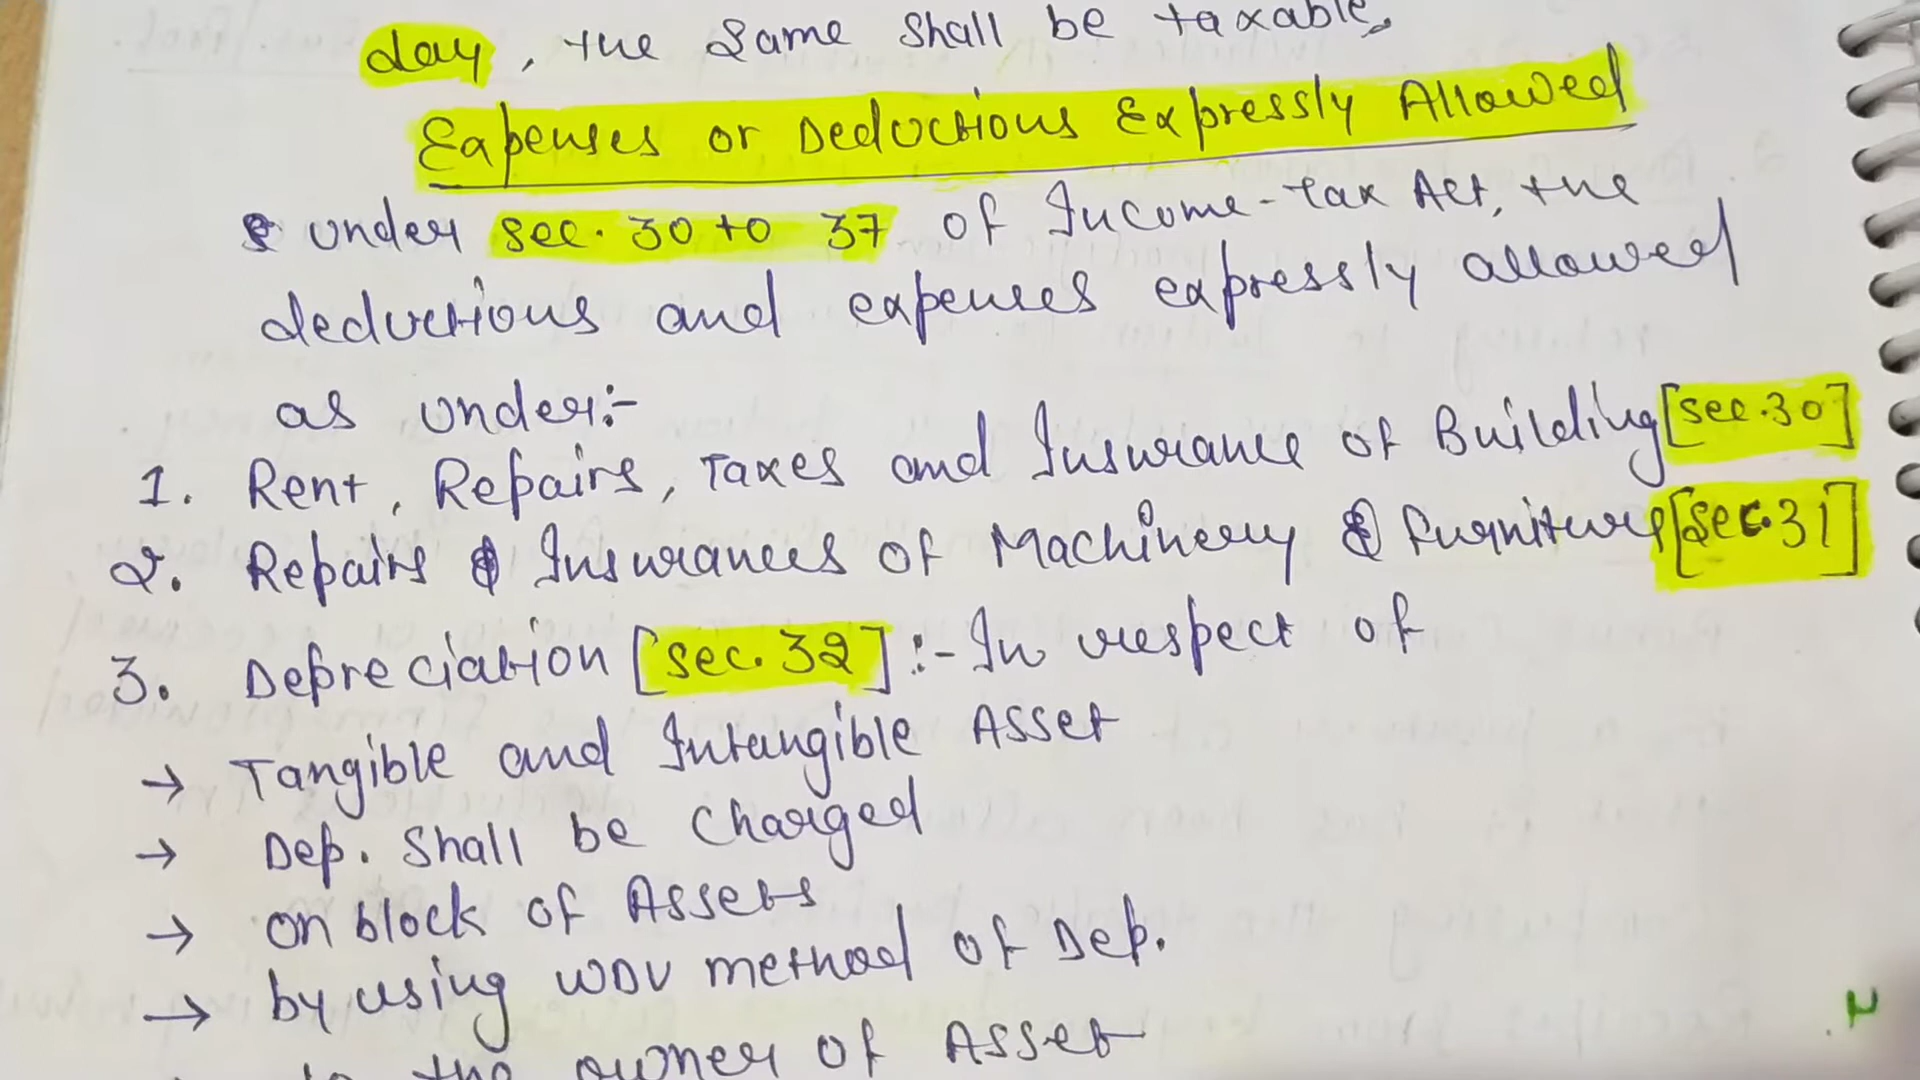 day, the same shall be taxable.
Expenses or Deductions Expressly Allowed
under sec. 30 to 37 of Income-tax Act, the
deductions and expenses expressly allowed
as under:-
1. Rent, Repairs, Taxes and Insurance of Building [sec.30]
2. Repairs & Insurances of Machinery & furniture [sec.31]
3. Depreciation [sec.32] :- In respect of
→ Tangible and Intangible Asset
→ Dep. shall be charged
→ on block of Assets
→ by using WDV method of Dep.
to the owner of Asset